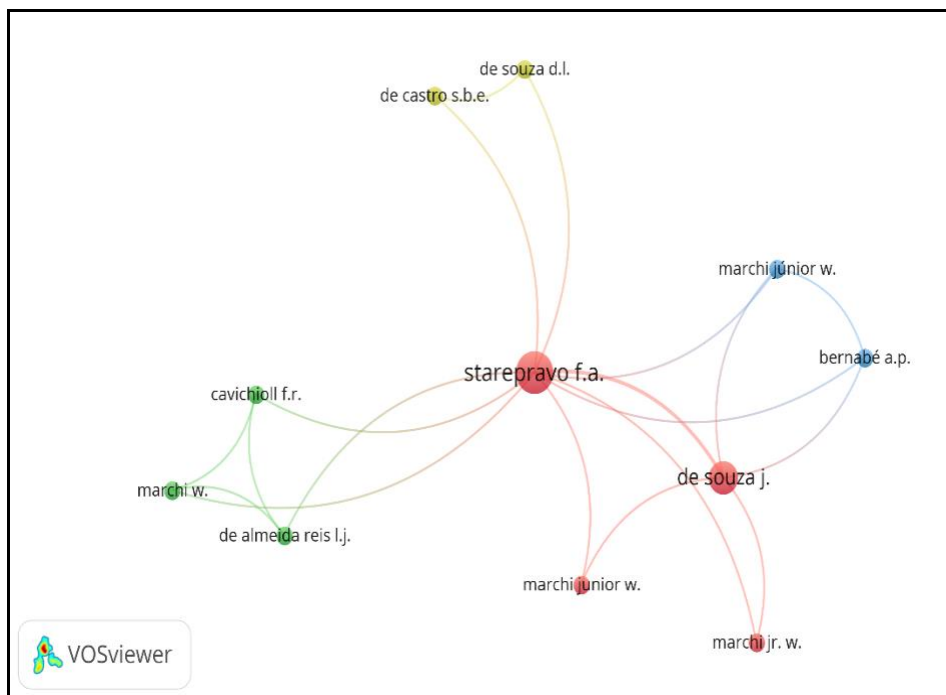 de souza d.l.
de castro s.b.e.
marchi júnior w.
bernabé a.p.
starepravo f.a.
cavichioll f.r.
de souza j.
marchi w.
de almeida reis l.j.
marchi junior w.
marchi jr. w.
VOSviewer